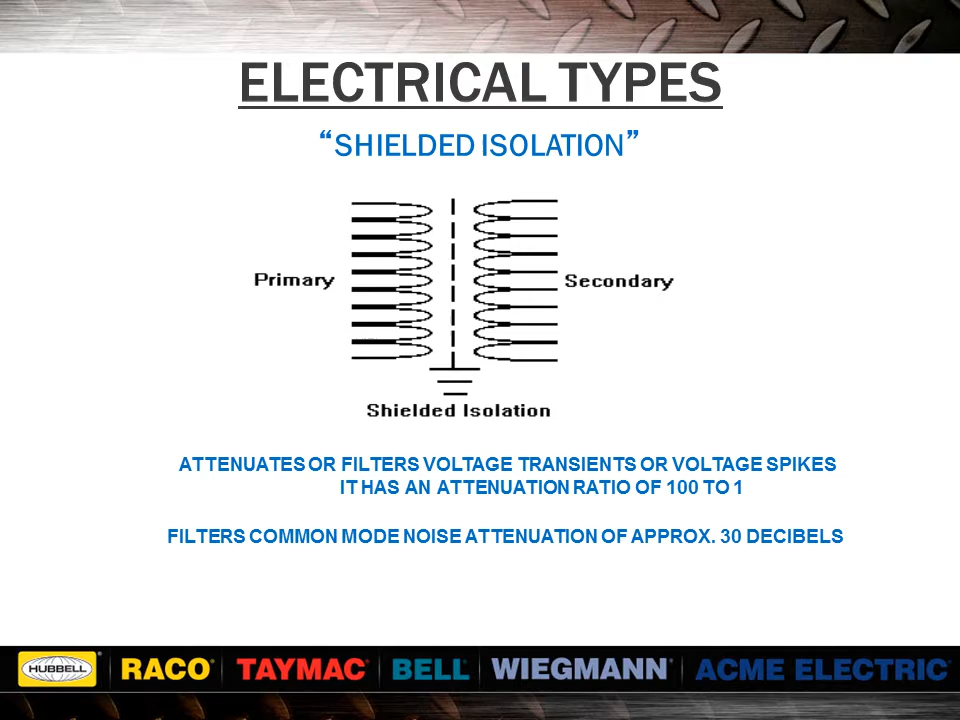 ELECTRICAL TYPES
“SHIELDED ISOLATION”
Primary
Secondary
Shielded Isolation
ATTENUATES OR FILTERS VOLTAGE TRANSIENTS OR VOLTAGE SPIKES
IT HAS AN ATTENUATION RATIO OF 100 TO 1
FILTERS COMMON MODE NOISE ATTENUATION OF APPROX. 30 DECIBELS
HUBBELL® RACO® TAYMAC® BELL® WIEGMANN® ACME ELECTRIC®